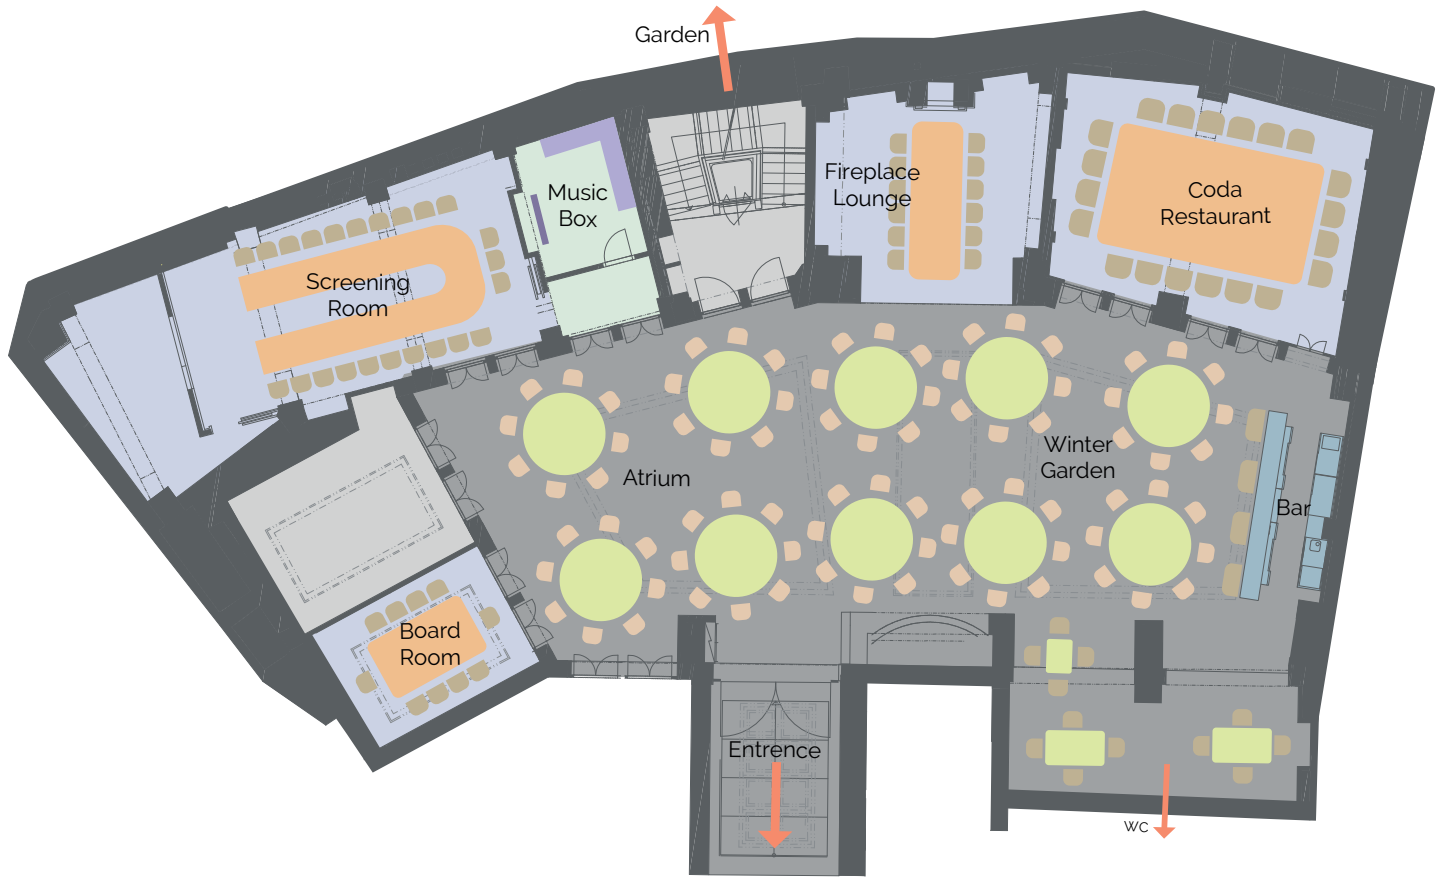 Garden
Music
Box
Fireplace
Lounge
Coda
Restaurant
Screening
Room
Atrium
Winter
Garden
Bar
Board
Room
Entrence
WC